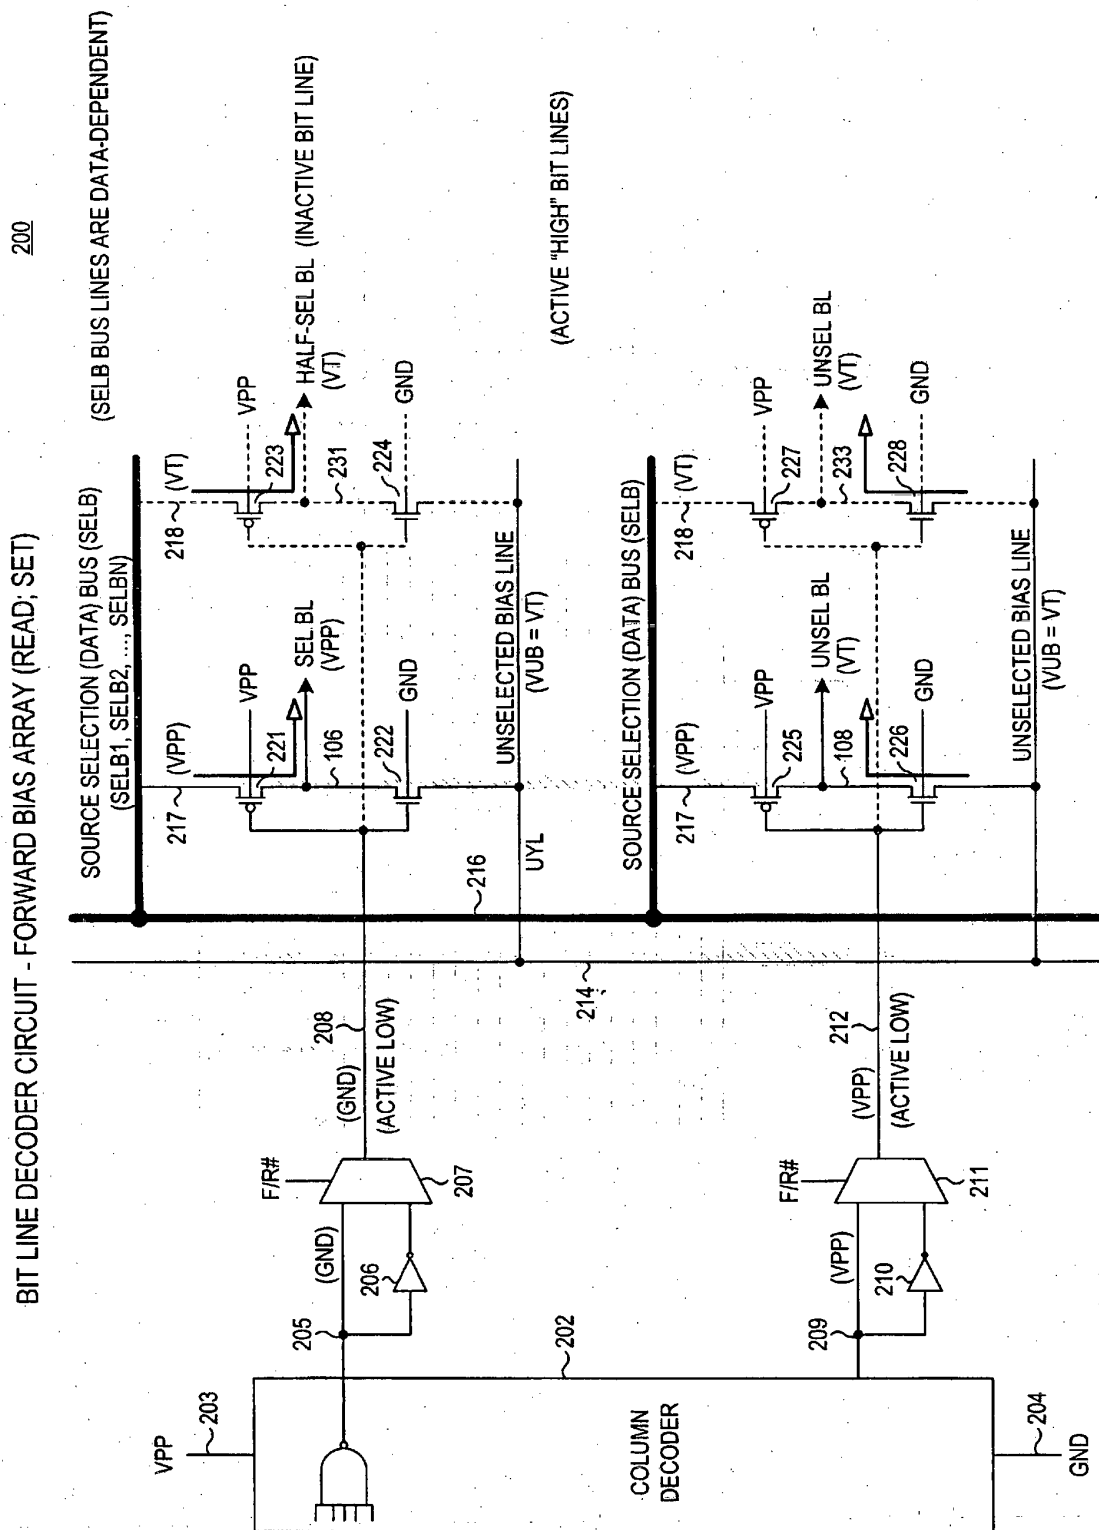 BIT LINE DECODER CIRCUIT - FORWARD BIAS ARRAY (READ; SET)
200
(SELB BUS LINES ARE DATA-DEPENDENT)
SOURCE SELECTION (DATA) BUS (SELB)
(SELB1, SELB2, ..., SELBN)
217
(VPP)
VPP
221
SEL BL
(VPP)
106
222
GND
218
(VT)
VPP
223
HALF-SEL BL (INACTIVE BIT LINE)
(VT)
231
224
GND
UYL
UNSELECTED BIAS LINE
(VUB = VT)
(ACTIVE "HIGH" BIT LINES)
VPP
203
205
(GND)
206
F/R#
207
(GND)
208
(ACTIVE LOW)
214
216
SOURCE SELECTION (DATA) BUS (SELB)
217
(VPP)
VPP
225
UNSEL BL
(VT)
108
226
GND
218
(VT)
VPP
227
UNSEL BL
(VT)
233
228
GND
UNSELECTED BIAS LINE
(VUB = VT)
202
COLUMN
DECODER
209
(VPP)
210
F/R#
211
(VPP)
212
(ACTIVE LOW)
204
GND